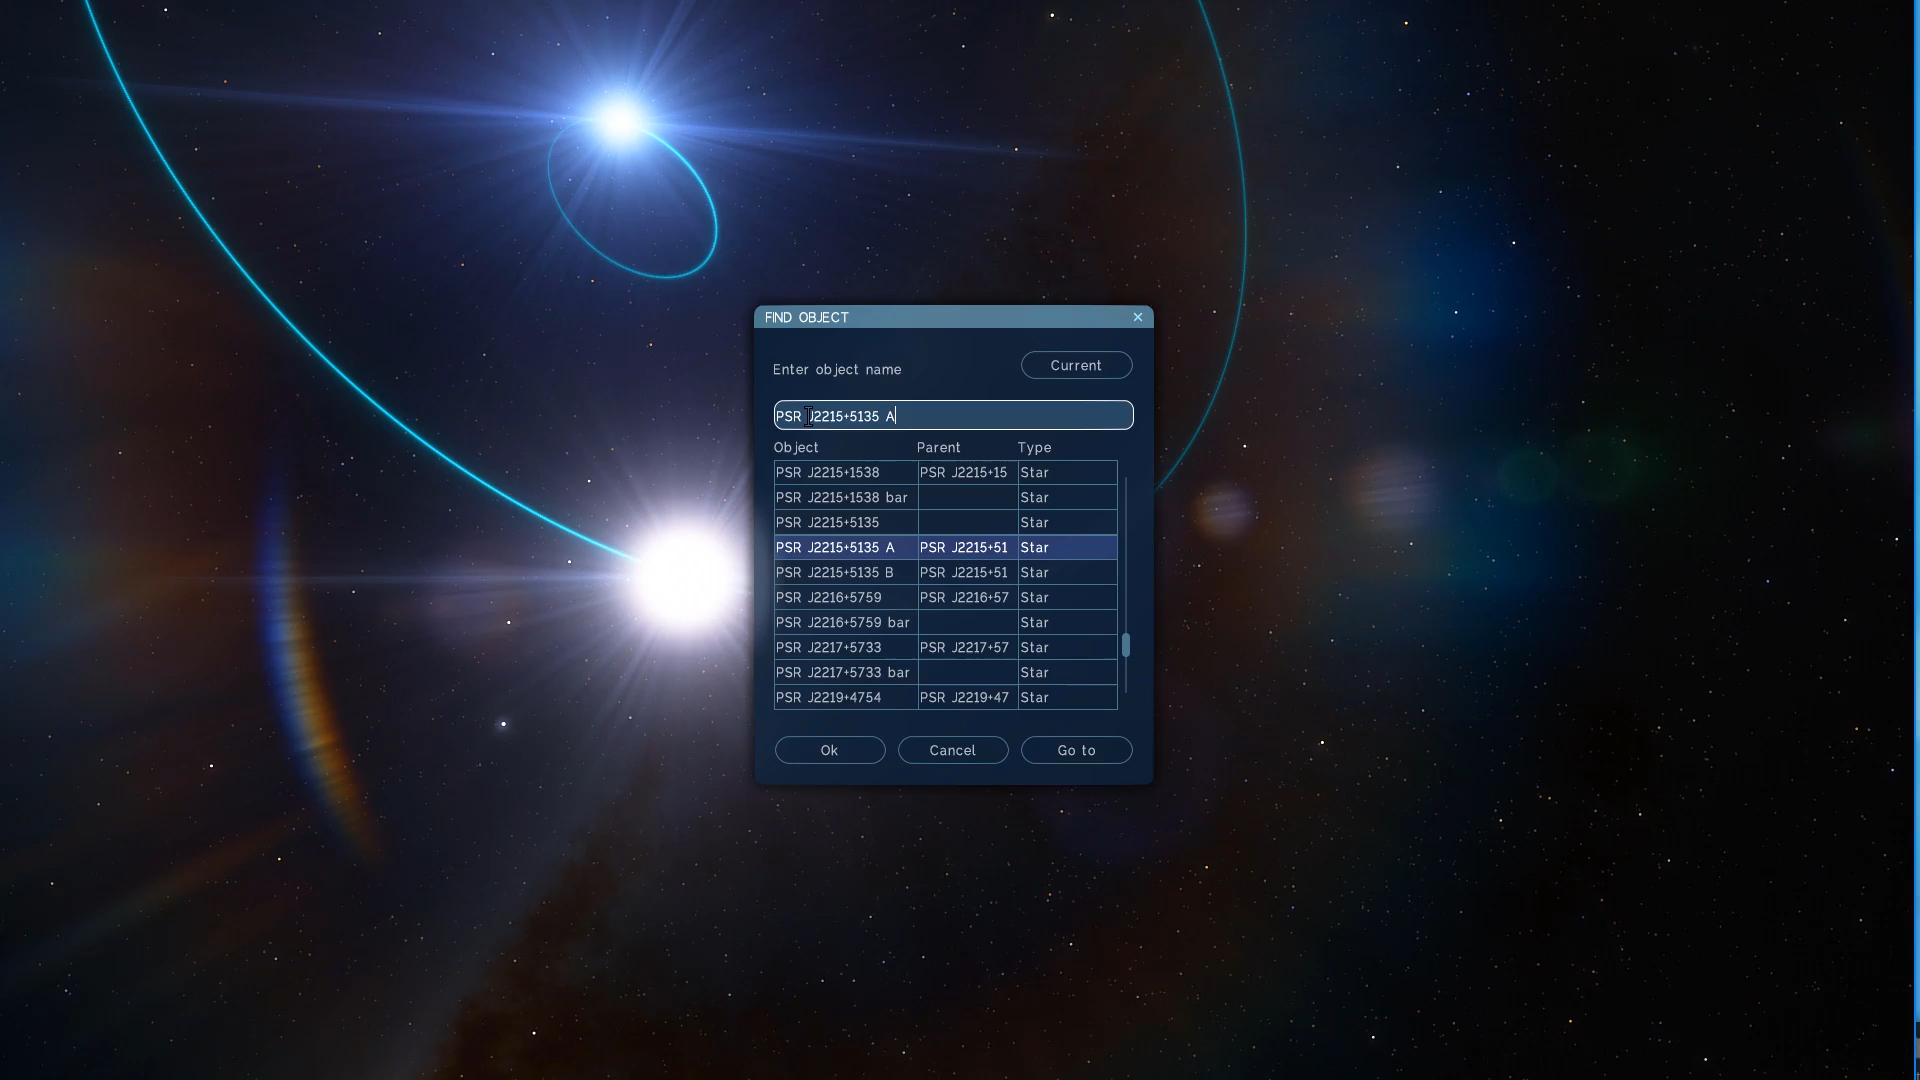 FIND OBJECT
Enter object name
Current
PSR J2215+5135 A
Object Parent Type
PSR J2215+1538 PSR J2215+15 Star
PSR J2215+1538 bar Star
PSR J2215+5135 Star
PSR J2215+5135 A PSR J2215+51 Star
PSR J2215+5135 B PSR J2215+51 Star
PSR J2216+5759 PSR J2216+57 Star
PSR J2216+5759 bar Star
PSR J2217+5733 PSR J2217+57 Star
PSR J2217+5733 bar Star
PSR J2219+4754 PSR J2219+47 Star
Ok Cancel Go to